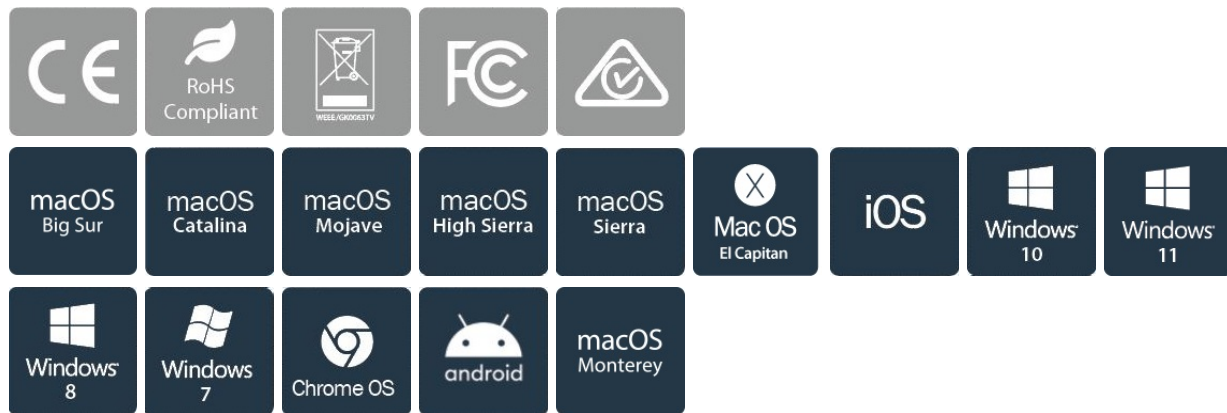 CE
RoHS
Compliant
WEEE/GK0083TV
FC
macOS
Big Sur
macOS
Catalina
macOS
Mojave
macOS
High Sierra
macOS
Sierra
X
Mac OS
El Capitan
iOS
Windows
10
Windows
11
Windows
8
Windows
7
Chrome OS
android
macOS
Monterey